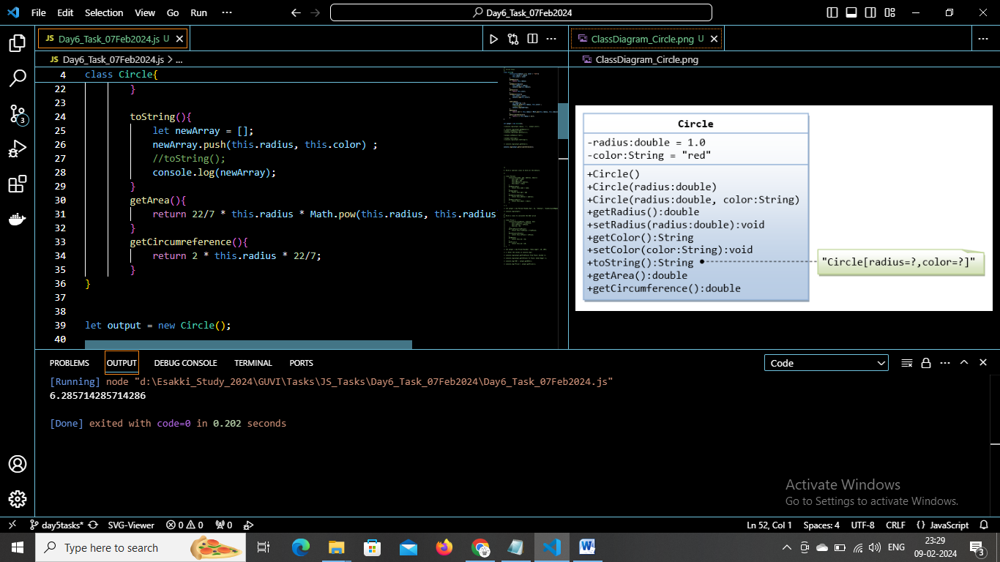 File Edit Selection View Go Run ··· Day6_Task_07Feb2024
JS Day6_Task_07Feb2024.js U
JS Day6_Task_07Feb2024.js > ...
4 class Circle{
22 }
23
24 toString(){
25 let newArray = [];
26 newArray.push(this.radius, this.color) ;
27 //toString();
28 console.log(newArray);
29 }
30 getArea(){
31 return 22/7 * this.radius * Math.pow(this.radius, this.radius
32 }
33 getCircumreference(){
34 return 2 * this.radius * 22/7;
35 }
36 }
37
38
39 let output = new Circle();
40
ClassDiagram_Circle.png U
ClassDiagram_Circle.png
Circle
-radius:double = 1.0
-color:String = "red"
+Circle()
+Circle(radius:double)
+Circle(radius:double, color:String)
+getRadius():double
+setRadius(radius:double):void
+getColor():String
+setColor(color:String):void
+toString():String
"Circle[radius=?,color=?]"
+getArea():double
+getCircumference():double
PROBLEMS OUTPUT DEBUG CONSOLE TERMINAL PORTS Code
[Running] node "d:\Esakki_Study_2024\GUVI\Tasks\JS_Tasks\Day6_Task_07Feb2024\Day6_Task_07Feb2024.js"
6.285714285714286
[Done] exited with code=0 in 0.202 seconds
3
Activate Windows
Go to Settings to activate Windows.
day5tasks* SVG-Viewer 0 0 0 Ln 52, Col 1 Spaces: 4 UTF-8 CRLF {} JavaScript
Type here to search
ENG
23:29
09-02-2024
3